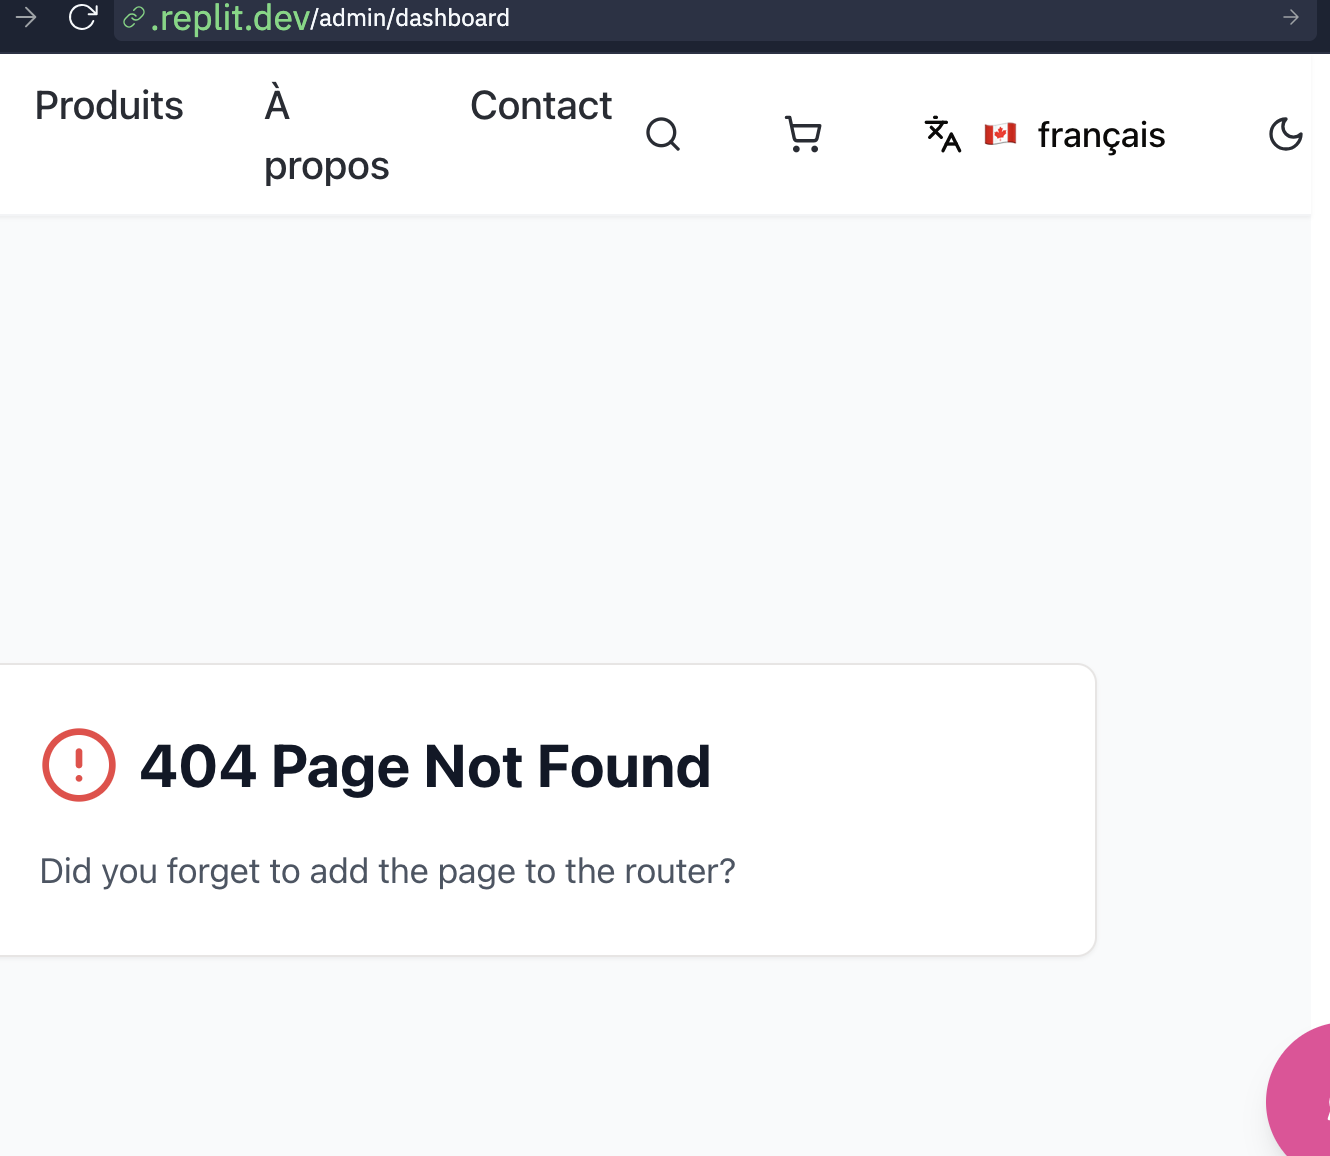 .replit.dev/admin/dashboard
Produits
À
propos
Contact
français
404 Page Not Found
Did you forget to add the page to the router?